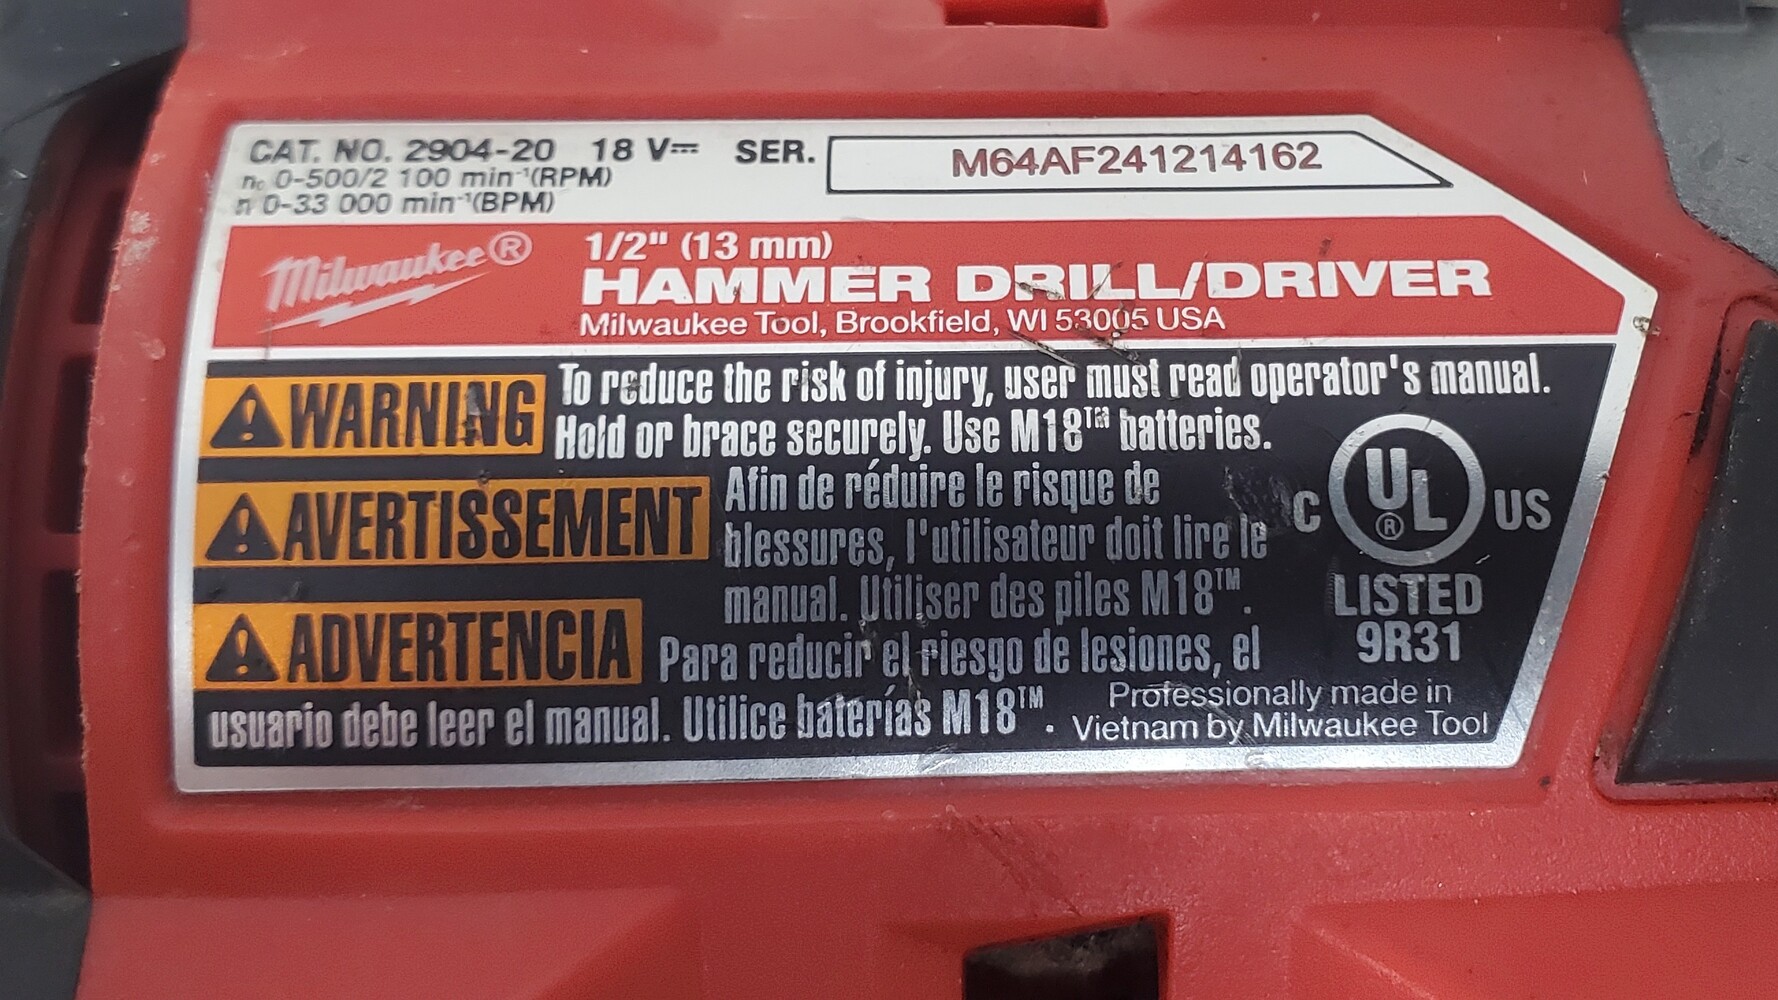 CAT. NO. 2904-20 18 V⎓ SER. M64AF241214162
n₀ 0-500/2 100 min⁻¹(RPM)
n 0-33 000 min⁻¹(BPM)
Milwaukee®
1/2" (13 mm)
HAMMER DRILL/DRIVER
Milwaukee Tool, Brookfield, WI 53005 USA
WARNING To reduce the risk of injury, user must read operator's manual.
Hold or brace securely. Use M18™ batteries.
AVERTISSEMENT Afin de réduire le risque de
blessures, l'utilisateur doit lire le
manual. Utiliser des piles M18™.
ADVERTENCIA Para reducir el riesgo de lesiones, el
usuario debe leer el manual. Utilice baterías M18™.
C UL® US
LISTED
9R31
Professionally made in
Vietnam by Milwaukee Tool